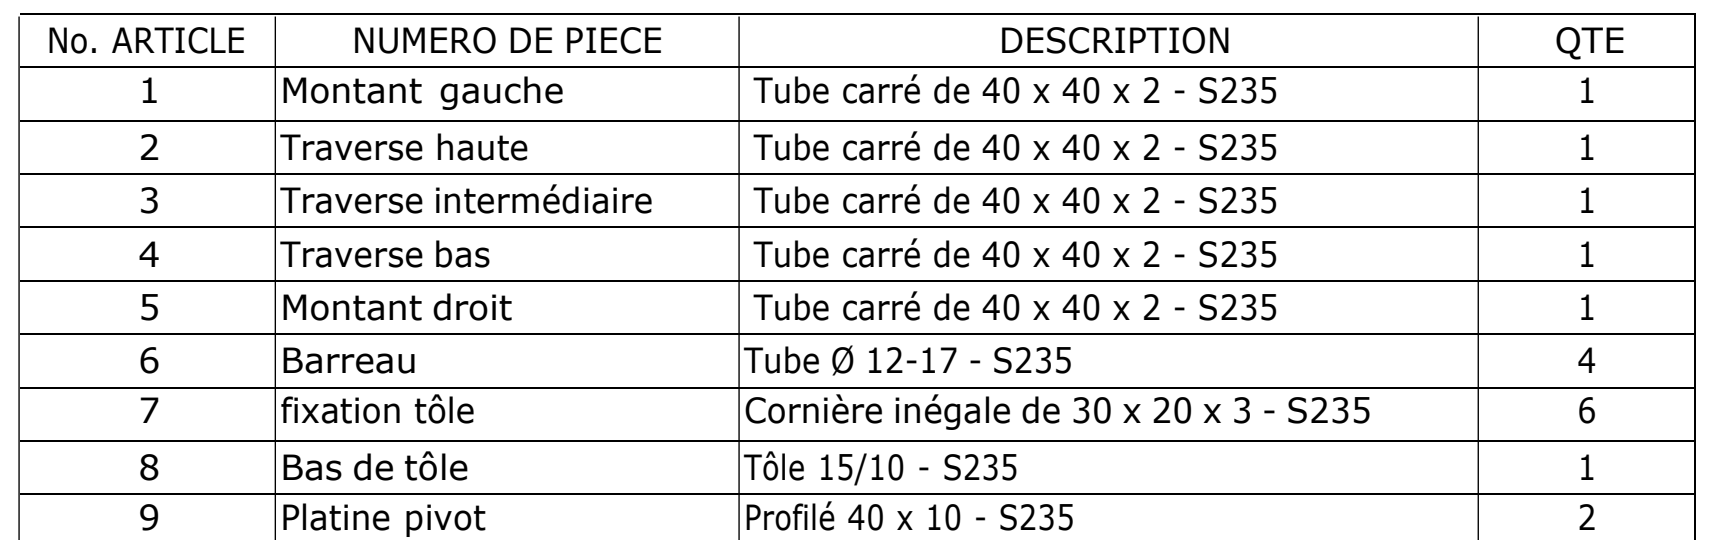 No. ARTICLE NUMERO DE PIECE DESCRIPTION QTE
1 Montant gauche Tube carré de 40 x 40 x 2 - S235 1
2 Traverse haute Tube carré de 40 x 40 x 2 - S235 1
3 Traverse intermédiaire Tube carré de 40 x 40 x 2 - S235 1
4 Traverse bas Tube carré de 40 x 40 x 2 - S235 1
5 Montant droit Tube carré de 40 x 40 x 2 - S235 1
6 Barreau Tube Ø 12-17 - S235 4
7 fixation tôle Cornière inégale de 30 x 20 x 3 - S235 6
8 Bas de tôle Tôle 15/10 - S235 1
9 Platine pivot Profilé 40 x 10 - S235 2